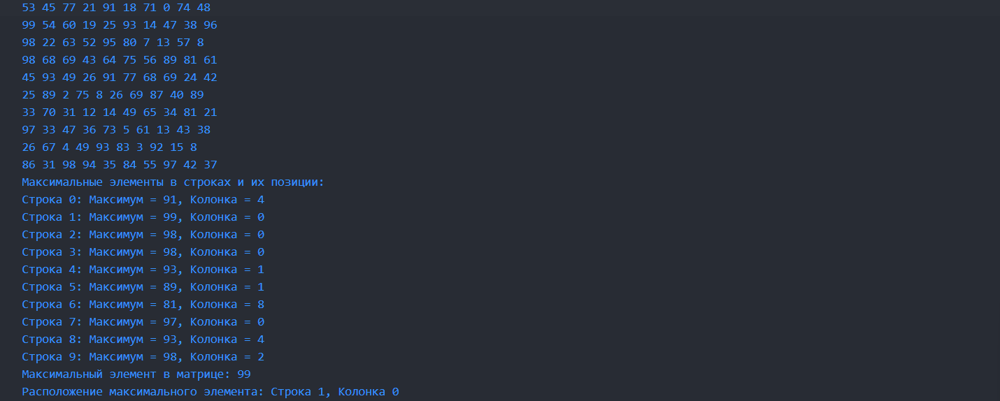 53 45 77 21 91 18 71 0 74 48
99 54 60 19 25 93 14 47 38 96
98 22 63 52 95 80 7 13 57 8
98 68 69 43 64 75 56 89 81 61
45 93 49 26 91 77 68 69 24 42
25 89 2 75 8 26 69 87 40 89
33 70 31 12 14 49 65 34 81 21
97 33 47 36 73 5 61 13 43 38
26 67 4 49 93 83 3 92 15 8
86 31 98 94 35 84 55 97 42 37
Максимальные элементы в строках и их позиции:
Строка 0: Максимум = 91, Колонка = 4
Строка 1: Максимум = 99, Колонка = 0
Строка 2: Максимум = 98, Колонка = 0
Строка 3: Максимум = 98, Колонка = 0
Строка 4: Максимум = 93, Колонка = 1
Строка 5: Максимум = 89, Колонка = 1
Строка 6: Максимум = 81, Колонка = 8
Строка 7: Максимум = 97, Колонка = 0
Строка 8: Максимум = 93, Колонка = 4
Строка 9: Максимум = 98, Колонка = 2
Максимальный элемент в матрице: 99
Расположение максимального элемента: Строка 1, Колонка 0